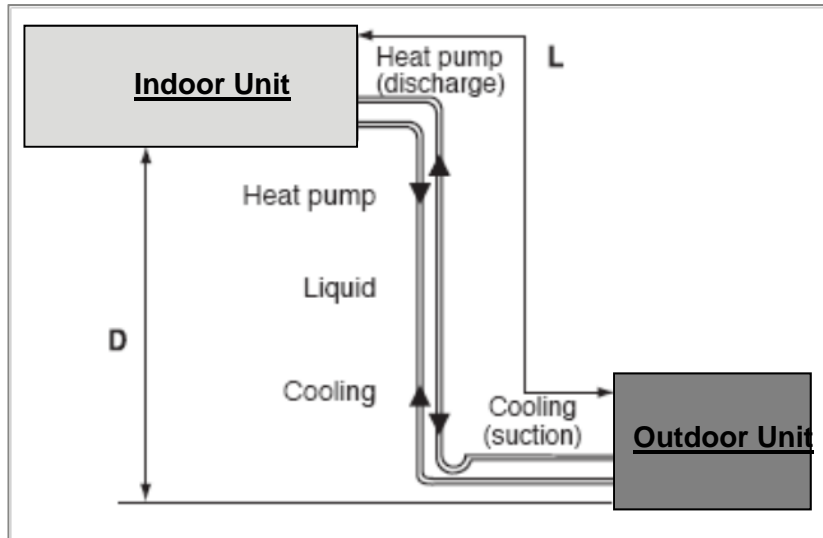 Indoor Unit
Heat pump
(discharge)
L
Heat pump
Liquid
D
Cooling
Cooling
(suction)
Outdoor Unit